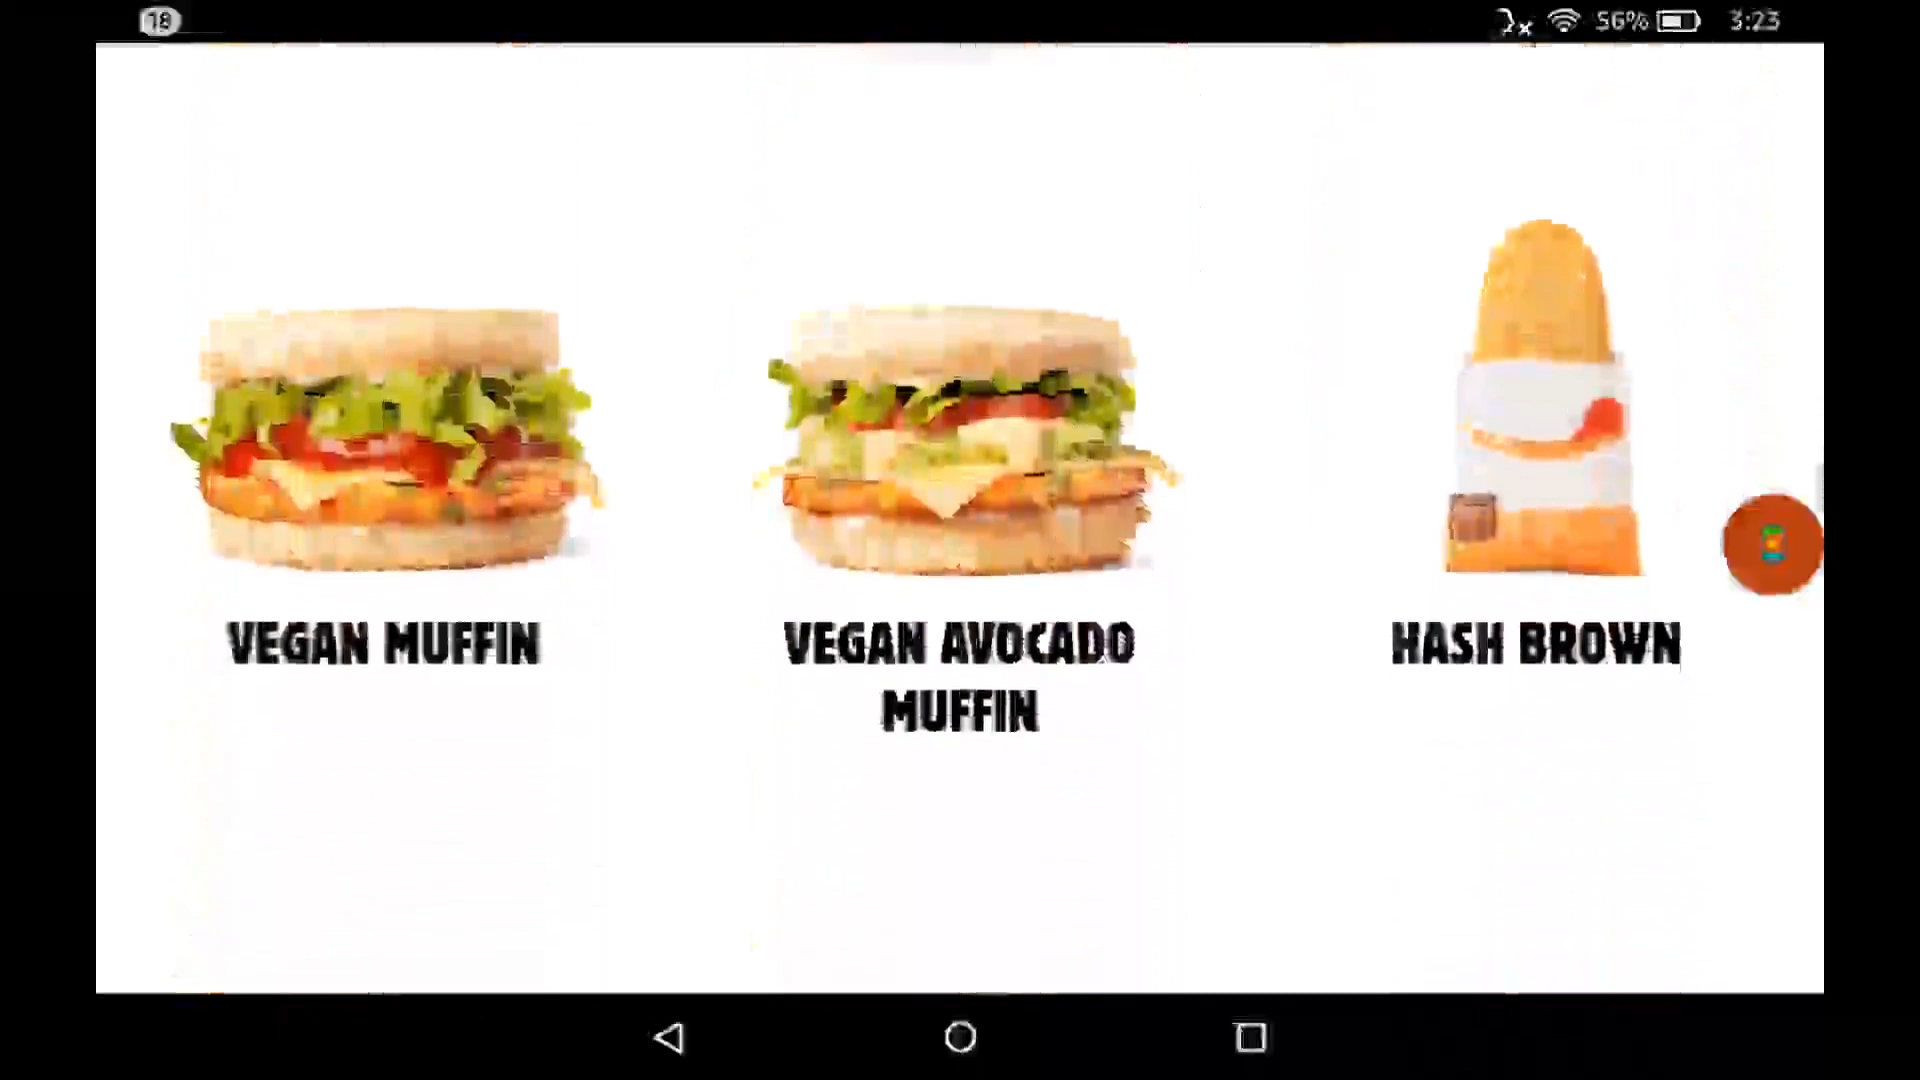 18
56%
3:23
VEGAN MUFFIN
VEGAN AVOCADO
MUFFIN
HASH BROWN